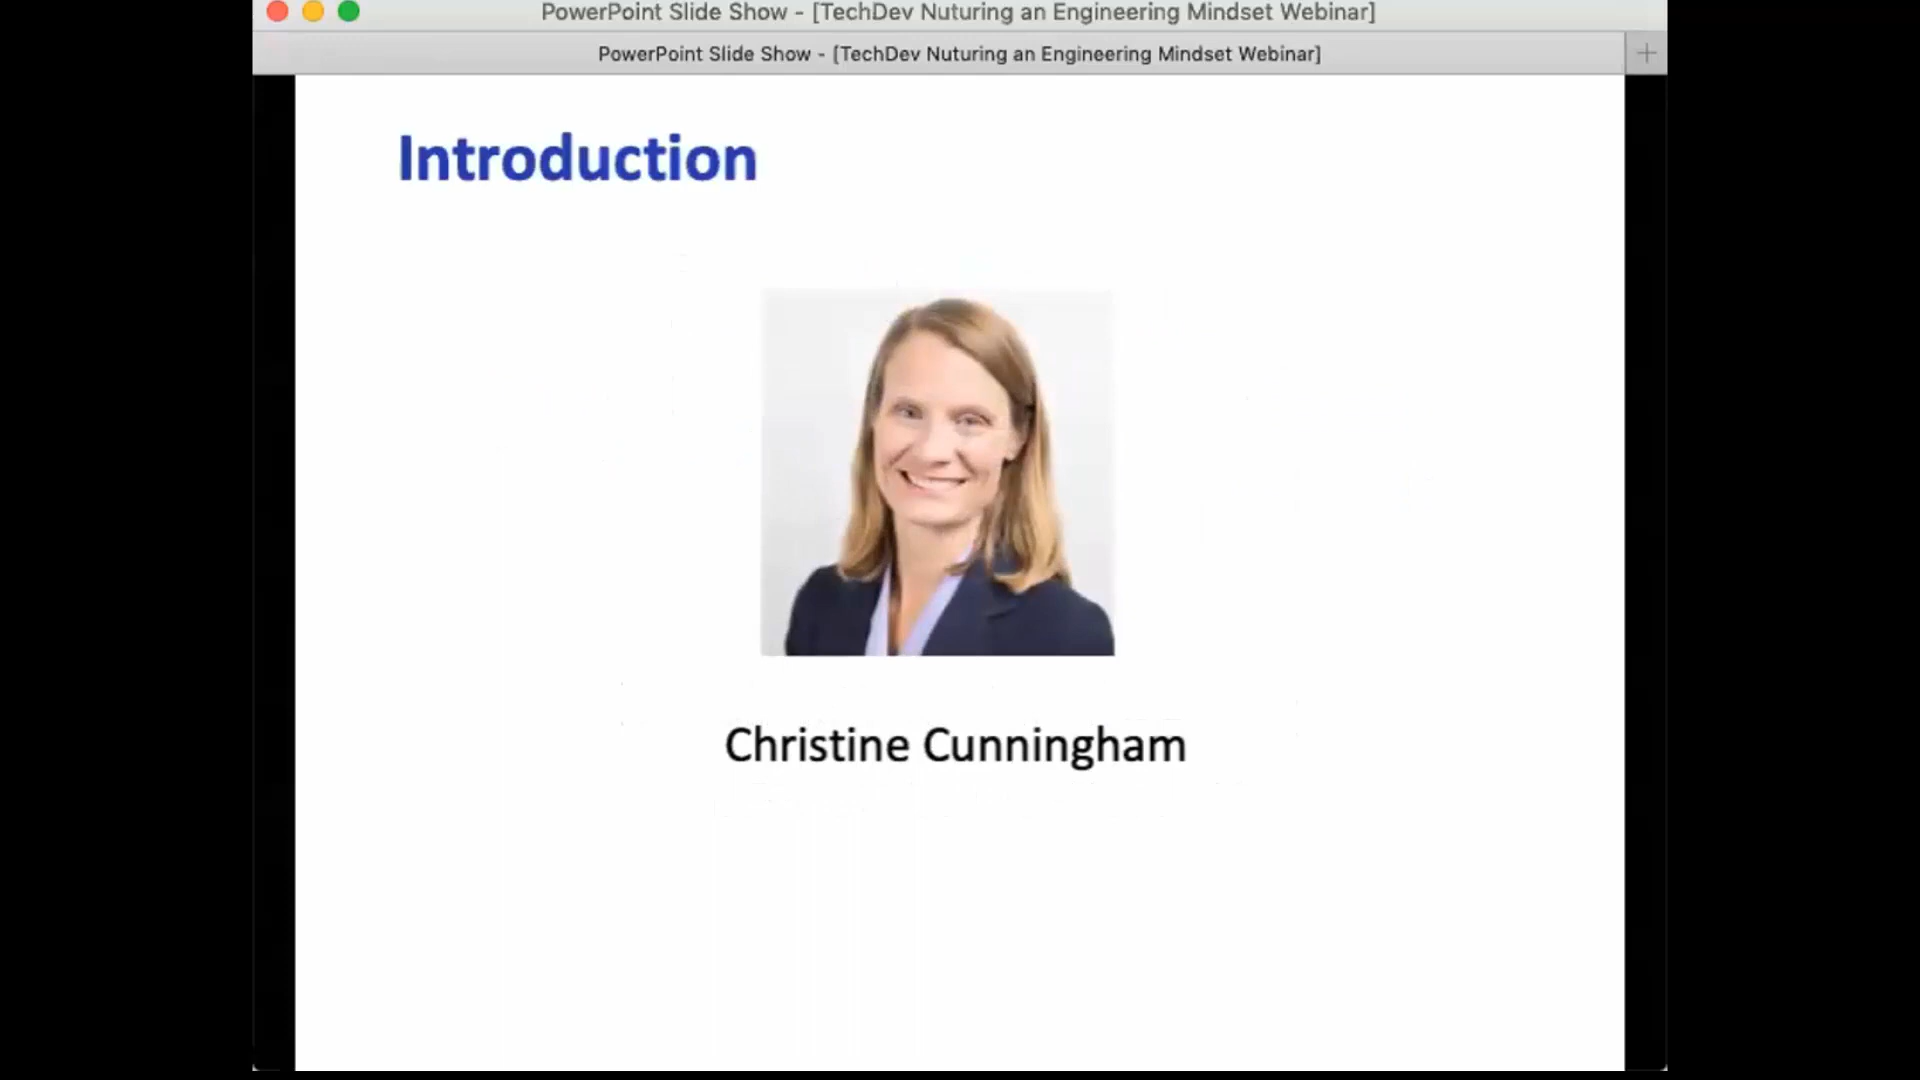 PowerPoint Slide Show - [TechDev Nuturing an Engineering Mindset Webinar]
PowerPoint Slide Show - [TechDev Nuturing an Engineering Mindset Webinar]
Introduction
Christine Cunningham